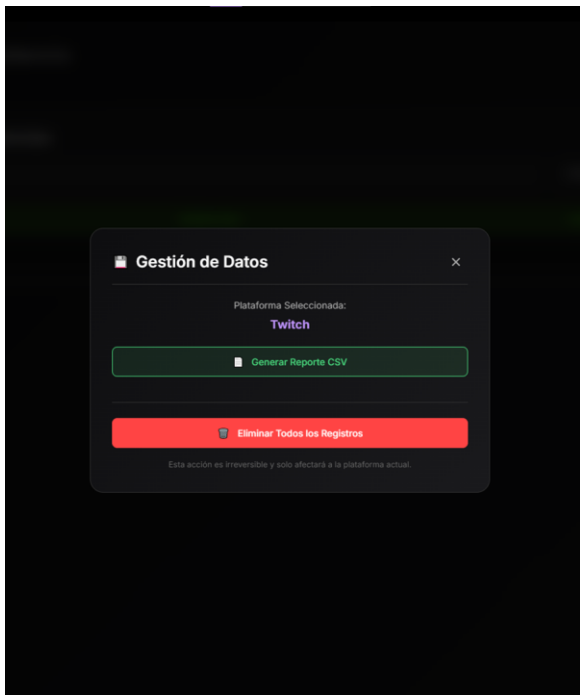 Gestión de Datos
Plataforma Seleccionada:
Twitch
Generar Reporte CSV
Eliminar Todos los Registros
Esta acción es irreversible y solo afectará a la plataforma actual.